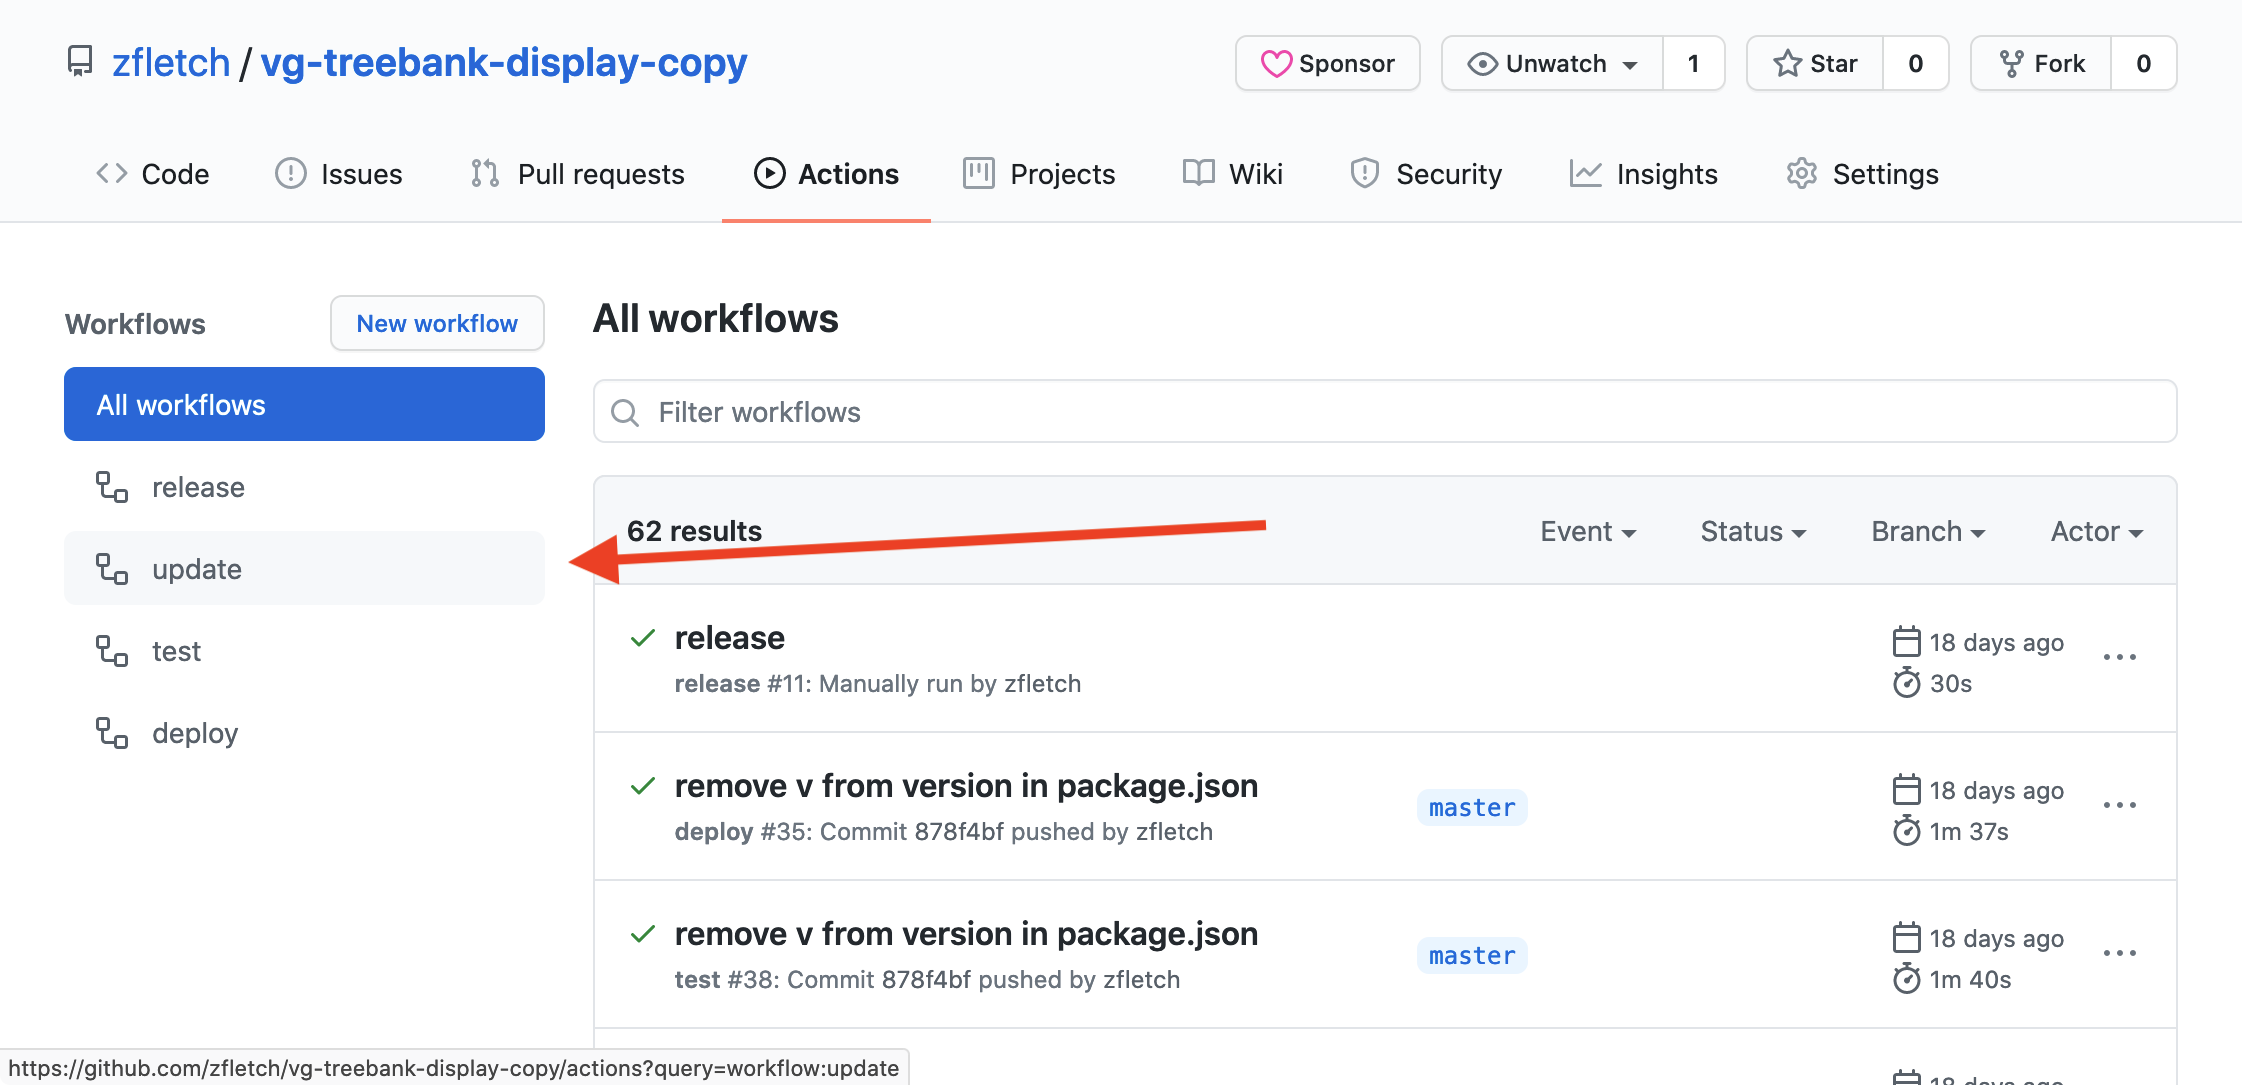 zfletch / vg-treebank-display-copy
Sponsor
Unwatch 1
Star 0
Fork 0
Code
Issues
Pull requests
Actions
Projects
Wiki
Security
Insights
Settings
Workflows
New workflow
All workflows
release
update
test
deploy
All workflows
Filter workflows
62 results
Event
Status
Branch
Actor
release
release #11: Manually run by zfletch
18 days ago
30s
remove v from version in package.json
deploy #35: Commit 878f4bf pushed by zfletch
master
18 days ago
1m 37s
remove v from version in package.json
test #38: Commit 878f4bf pushed by zfletch
master
18 days ago
1m 40s
18 days ago
https://github.com/zfletch/vg-treebank-display-copy/actions?query=workflow:update